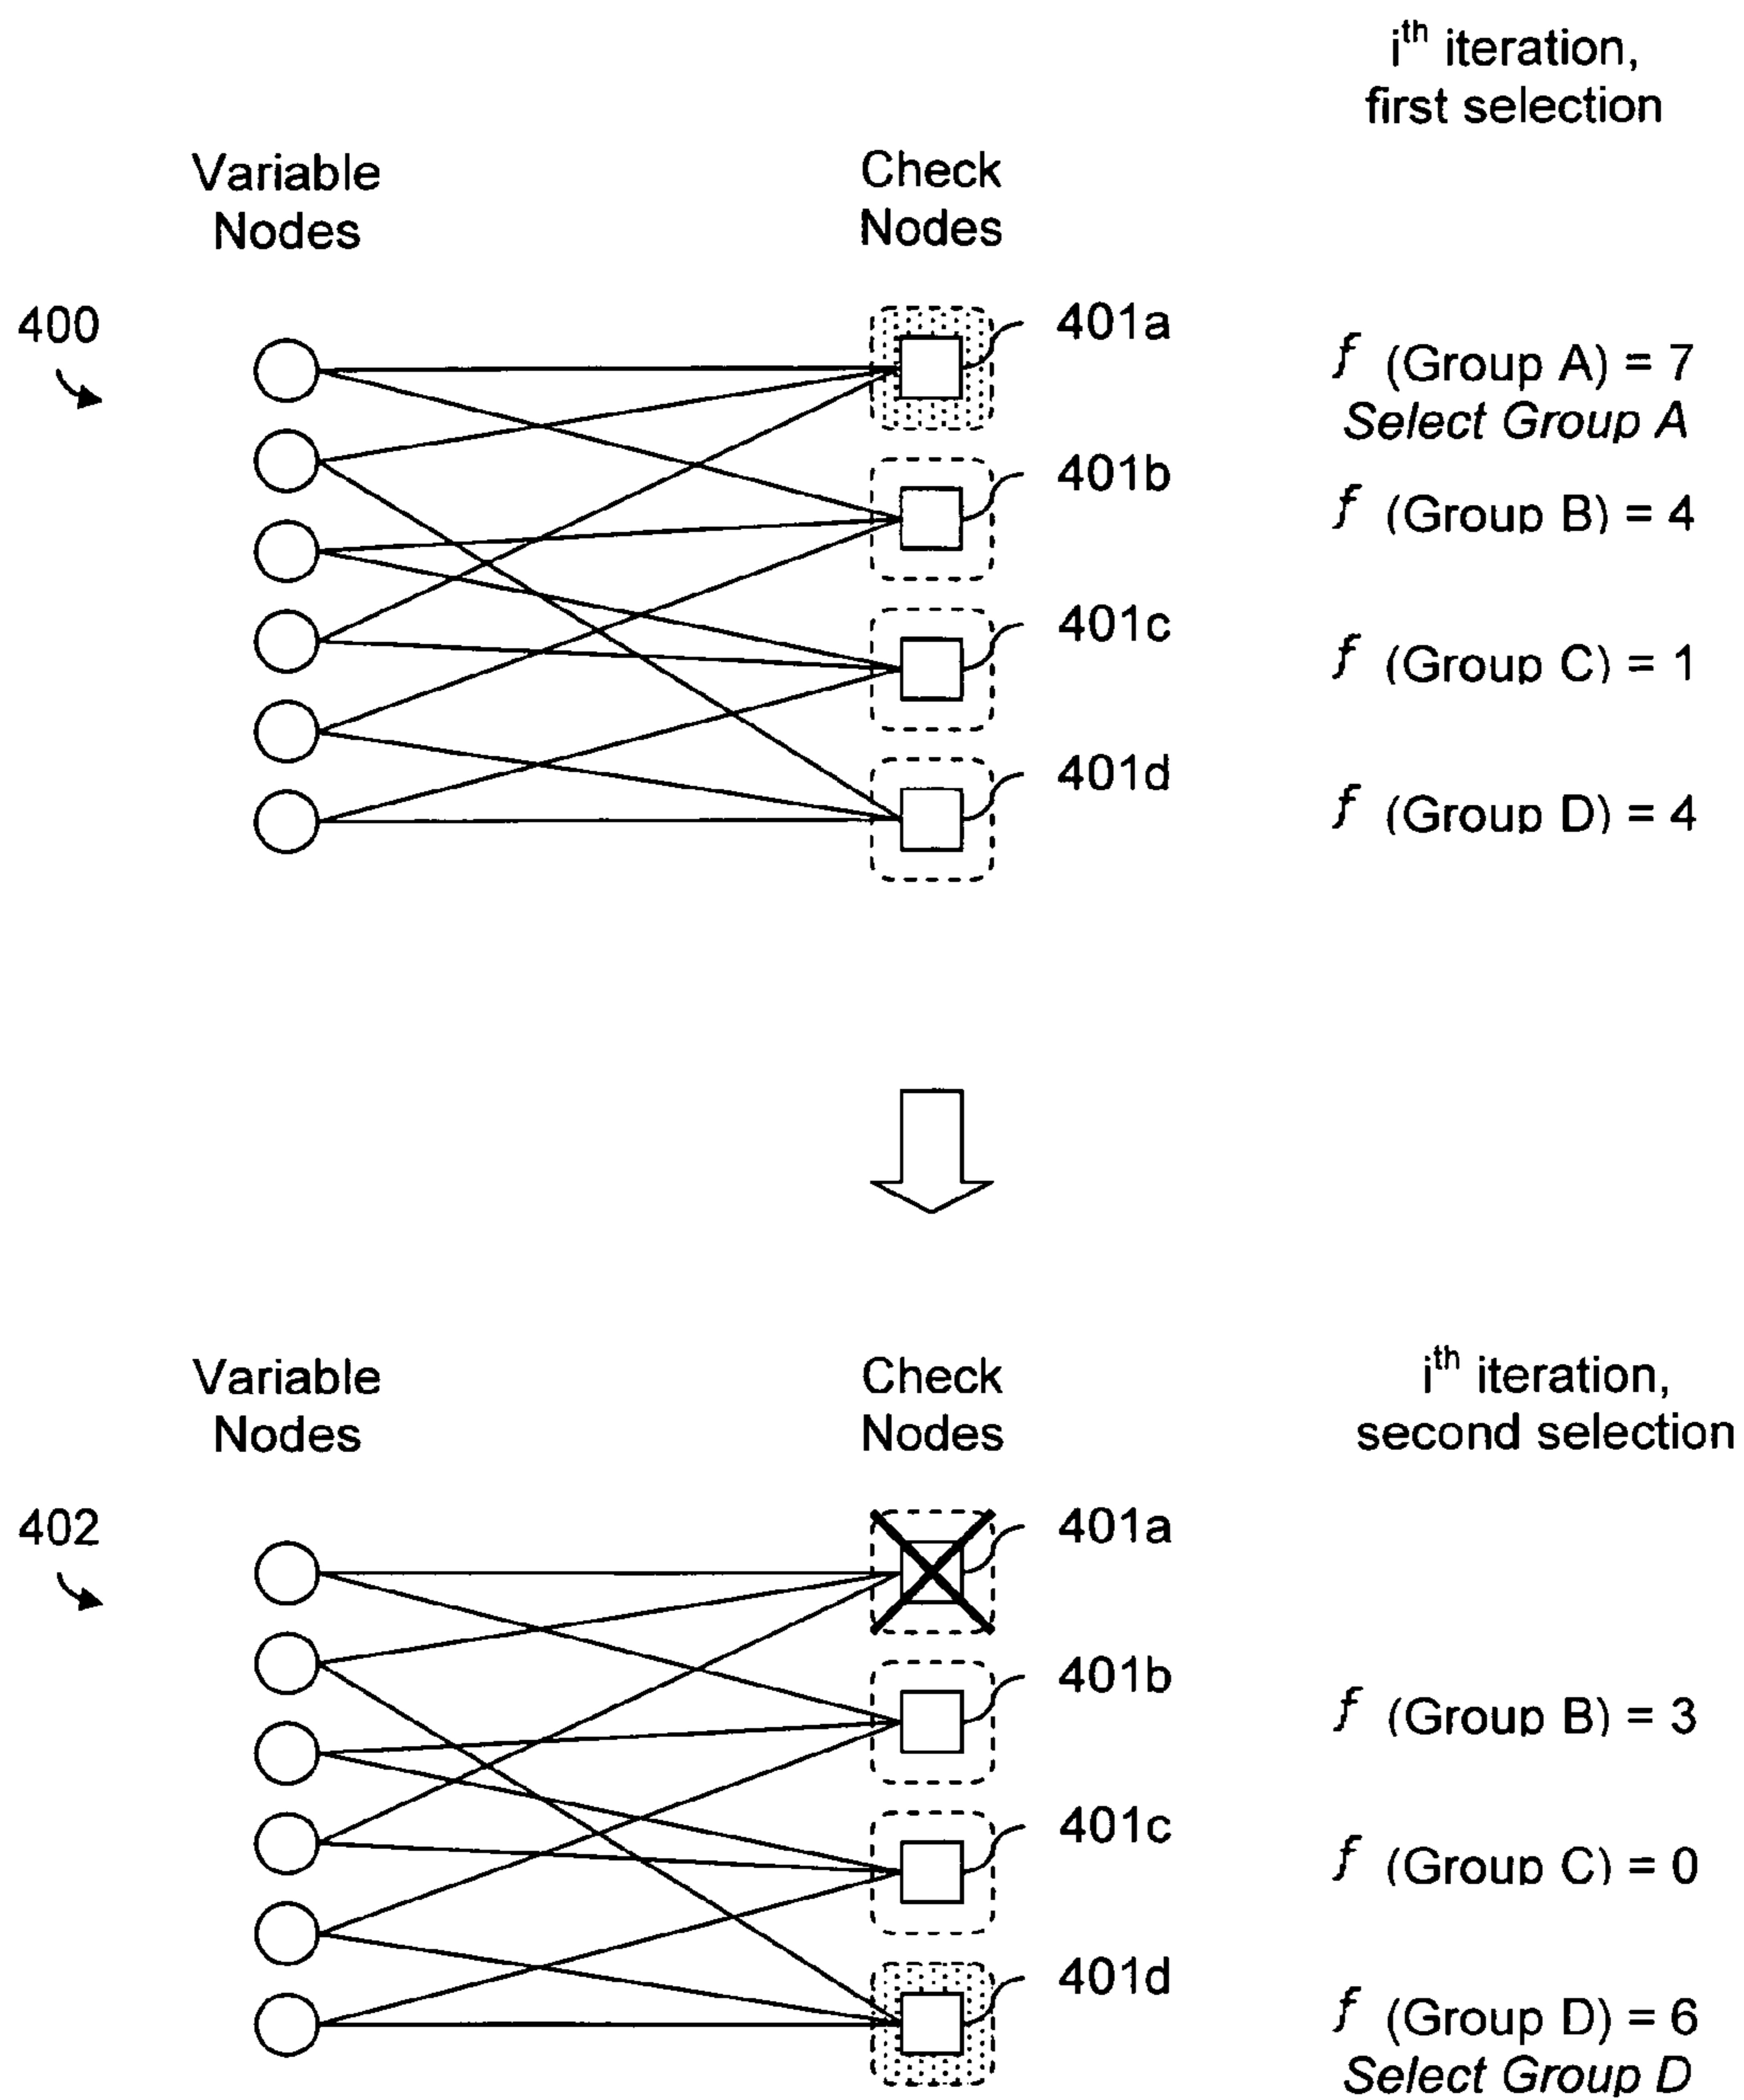 iᵗʰ iteration,
first selection
Variable
Nodes
Check
Nodes
400
401a
ƒ (Group A) = 7
Select Group A
401b
ƒ (Group B) = 4
401c
ƒ (Group C) = 1
401d
ƒ (Group D) = 4
Variable
Nodes
Check
Nodes
iᵗʰ iteration,
second selection
402
401a
401b
ƒ (Group B) = 3
401c
ƒ (Group C) = 0
401d
ƒ (Group D) = 6
Select Group D